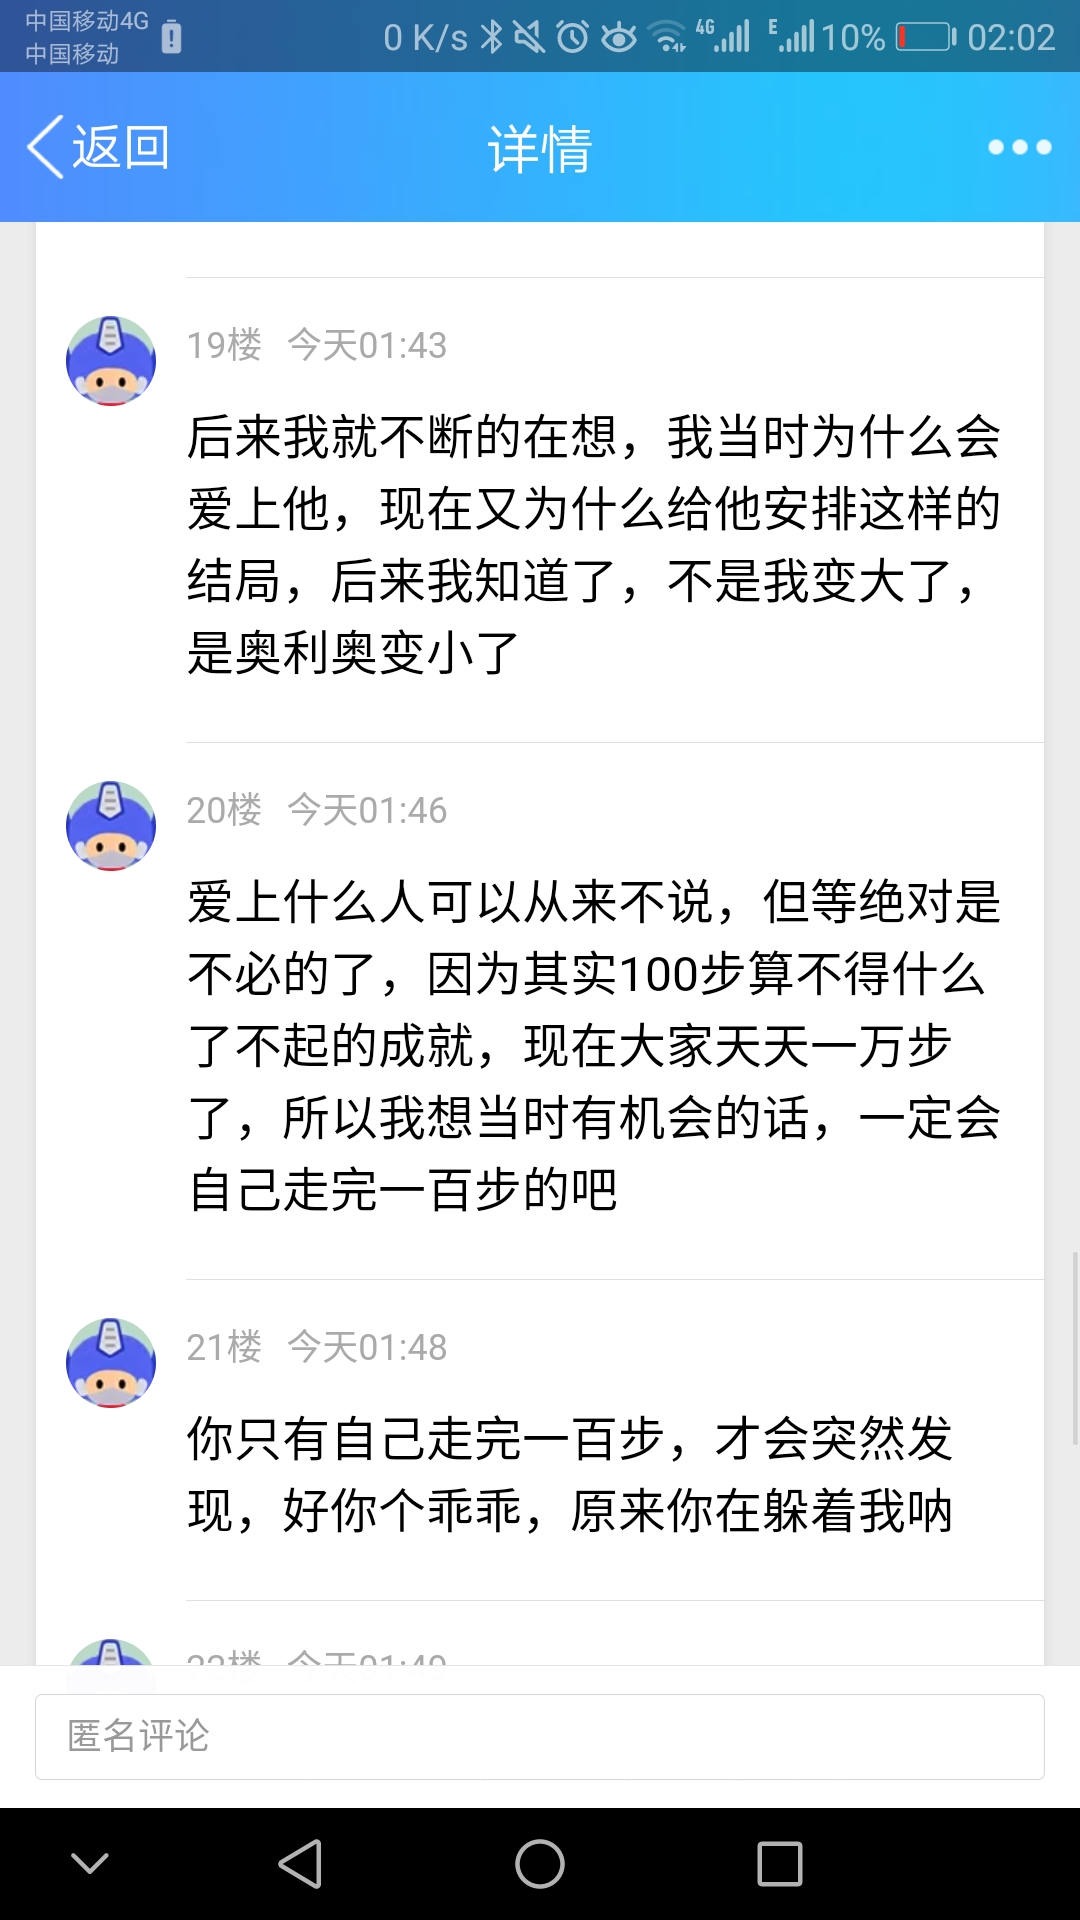 中国移动4G
中国移动
0 K/s
4G
E
10%
02:02
返回
详情
19楼 今天01:43
后来我就不断的在想，我当时为什么会
爱上他，现在又为什么给他安排这样的
结局，后来我知道了，不是我变大了，
是奥利奥变小了
20楼 今天01:46
爱上什么人可以从来不说，但等绝对是
不必的了，因为其实100步算不得什么
了不起的成就，现在大家天天一万步
了，所以我想当时有机会的话，一定会
自己走完一百步的吧
21楼 今天01:48
你只有自己走完一百步，才会突然发
现，好你个乖乖，原来你在躲着我呐
22楼 今天01:49
匿名评论